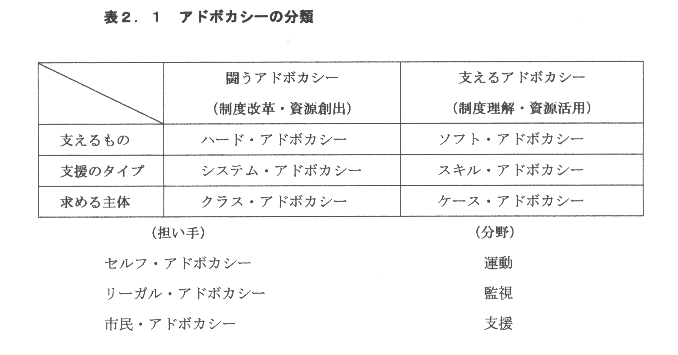 表２．１　アドボカシーの分類
闘うアドボカシー　支えるアドボカシー
（制度改革・資源創出）　（制度理解・資源活用）
支えるもの　ハード・アドボカシー　ソフト・アドボカシー
支援のタイプ　システム・アドボカシー　スキル・アドボカシー
求める主体　クラス・アドボカシー　ケース・アドボカシー
（担い手）　（分野）
セルフ・アドボカシー　運動
リーガル・アドボカシー　監視
市民・アドボカシー　支援